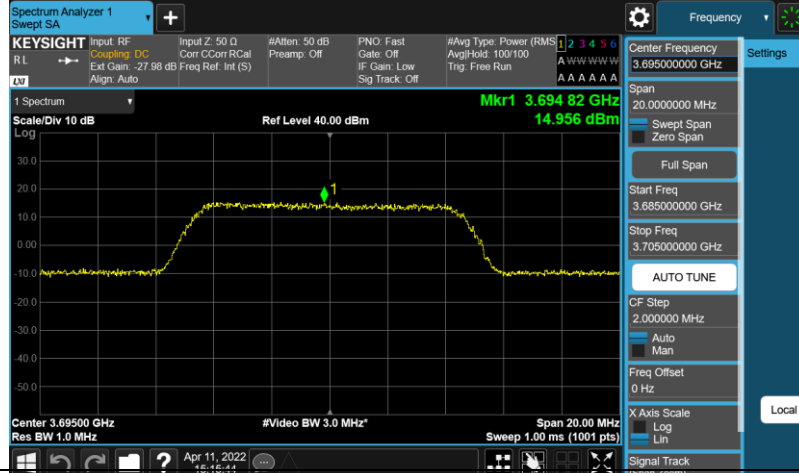 Spectrum Analyzer 1
Swept SA
+
Frequency
KEYSIGHT
RL
LXI
Input: RF
Coupling: DC
Ext Gain: -27.98 dB
Align: Auto
Input Z: 50 Ω
Corr CCorr RCal
Freq Ref: Int (S)
#Atten: 50 dB
Preamp: Off
PNO: Fast
Gate: Off
IF Gain: Low
Sig Track: Off
#Avg Type: Power (RMS
Avg|Hold: 100/100
Trig: Free Run
1 2 3 4 5 6
A W W W W W
A A A A A A
1 Spectrum
Scale/Div 10 dB
Log
Ref Level 40.00 dBm
Mkr1 3.694 82 GHz
14.956 dBm
30.0
20.0
10.0
0.00
-10.0
-20.0
-30.0
-40.0
-50.0
1
Center 3.69500 GHz
Res BW 1.0 MHz
#Video BW 3.0 MHz*
Span 20.00 MHz
Sweep 1.00 ms (1001 pts)
?
Apr 11, 2022
Center Frequency
3.695000000 GHz
Span
20.0000000 MHz
Swept Span
Zero Span
Full Span
Start Freq
3.685000000 GHz
Stop Freq
3.705000000 GHz
AUTO TUNE
CF Step
2.000000 MHz
Auto
Man
Freq Offset
0 Hz
X Axis Scale
Log
Lin
Signal Track
Settings
Local